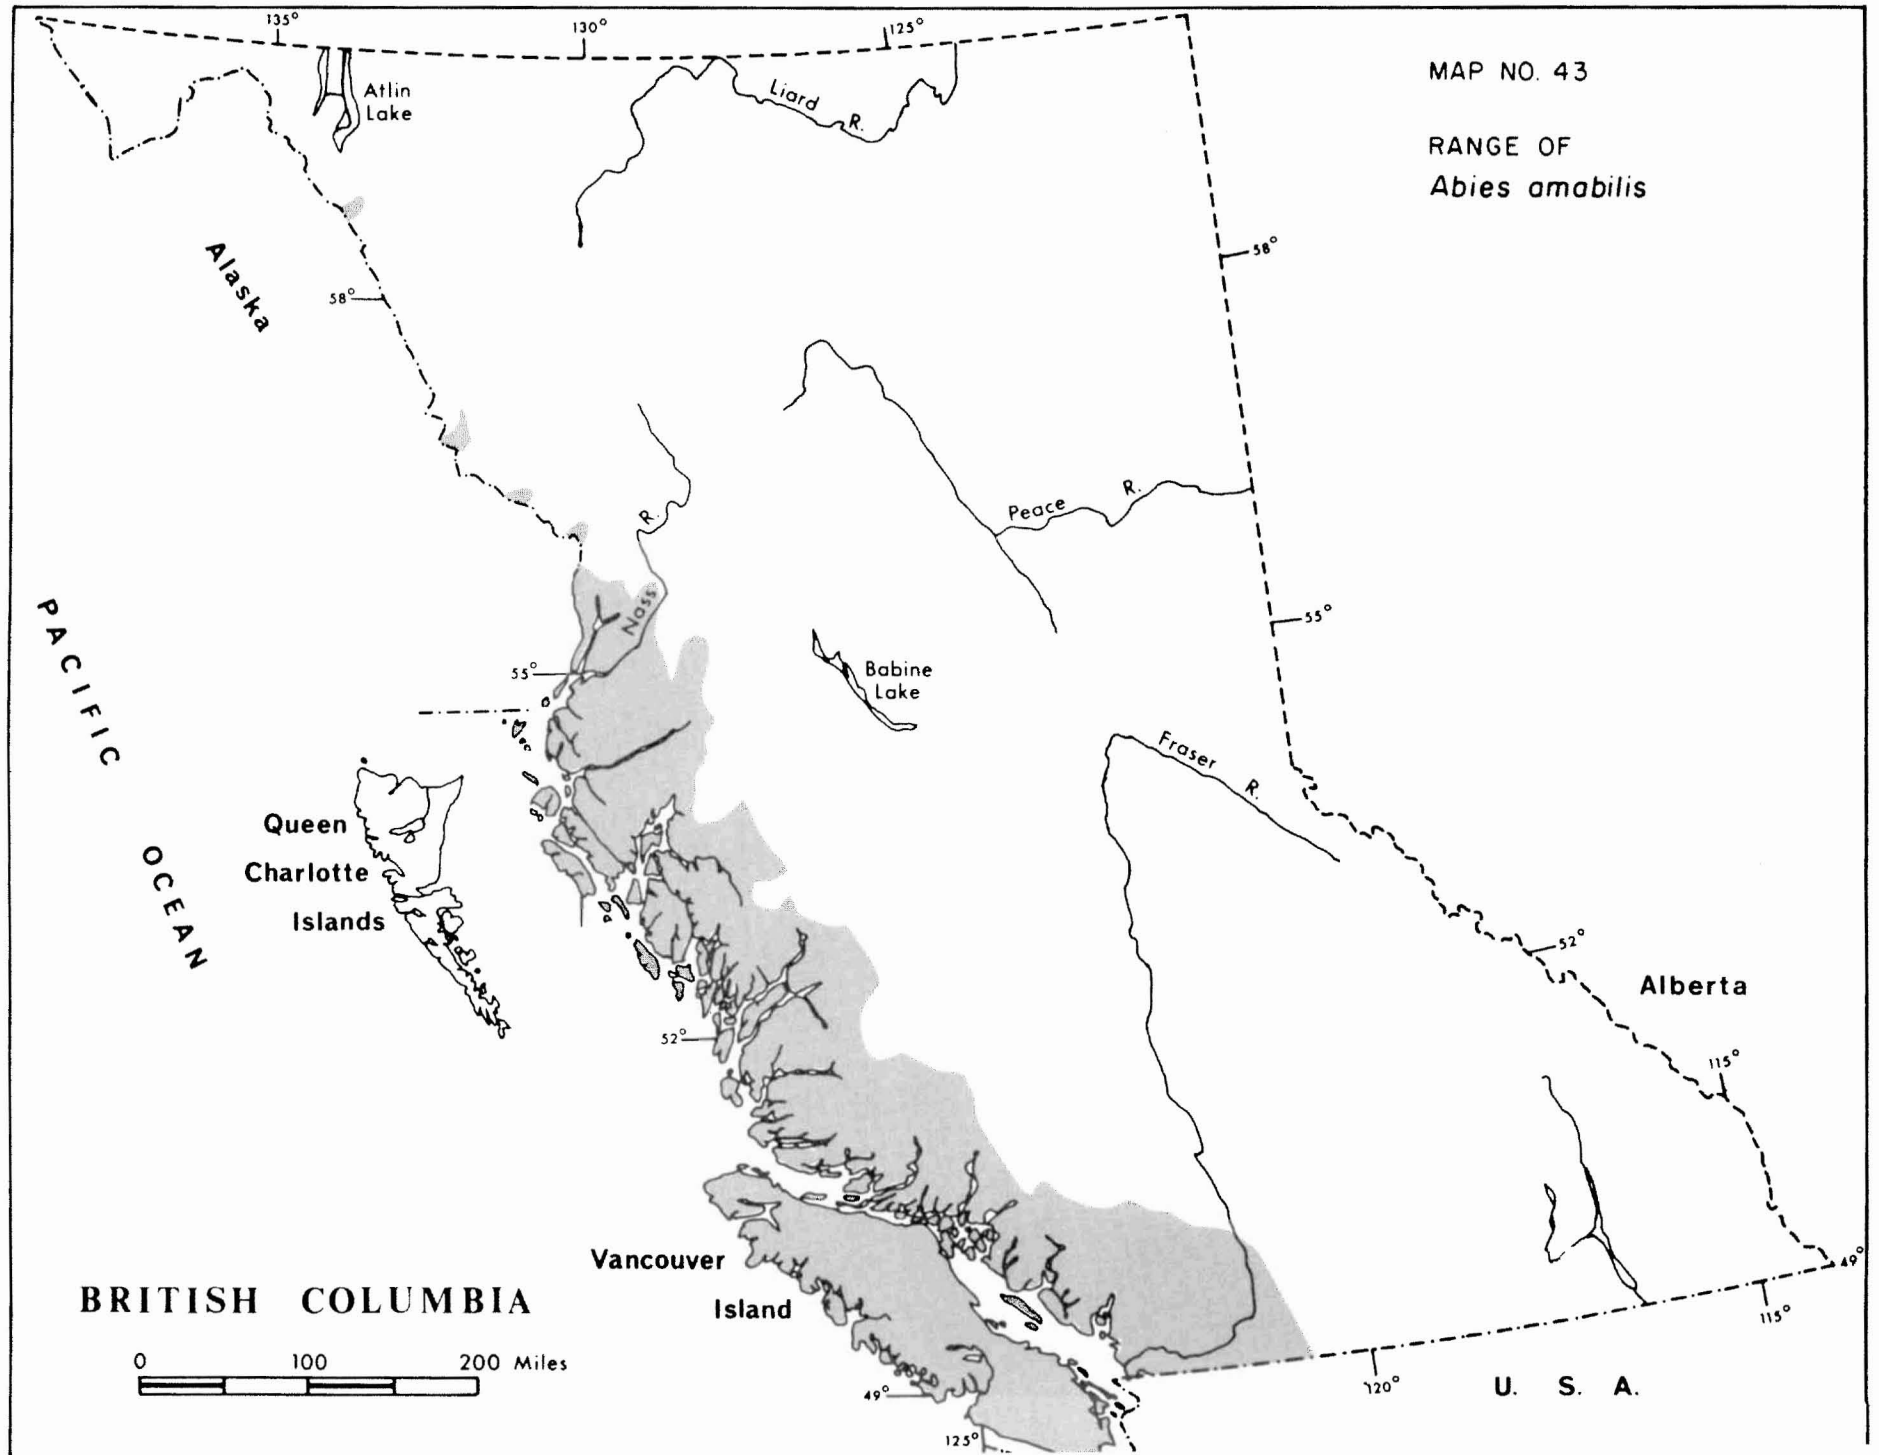 135°
130°
125°
MAP NO. 43
Atlin
Lake
Liard
R.
RANGE OF
Abies amabilis
58°
Alaska
58°
R.
Peace
R.
PACIFIC
OCEAN
Nass
55°
55°
Babine
Lake
Fraser
R.
Queen
Charlotte
Islands
52°
Alberta
52°
115°
Vancouver
Island
49°
BRITISH COLUMBIA
115°
0 100 200 Miles
120°
U. S. A.
49°
125°